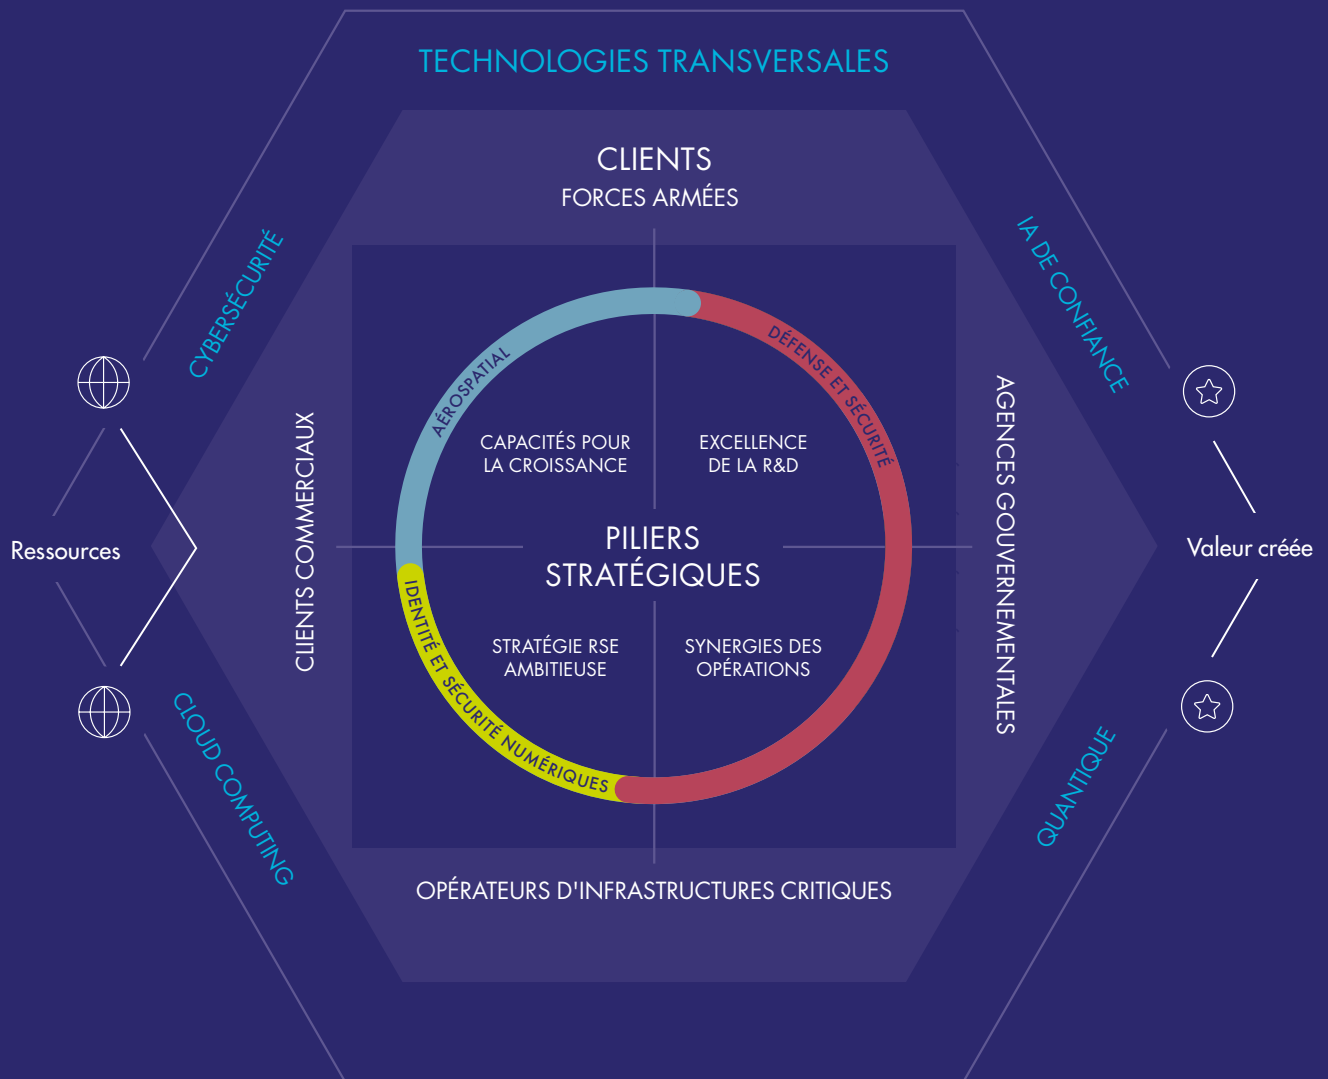 TECHNOLOGIES TRANSVERSALES
CLIENTS
FORCES ARMÉES
CYBERSÉCURITÉ
IA DE CONFIANCE
AÉROSPATIAL
DÉFENSE ET SÉCURITÉ
CLIENTS COMMERCIAUX
AGENCES GOUVERNEMENTALES
CAPACITÉS POUR
LA CROISSANCE
EXCELLENCE
DE LA R&D
Ressources
PILIERS
STRATÉGIQUES
Valeur créée
IDENTITÉ ET SÉCURITÉ NUMÉRIQUES
STRATÉGIE RSE
AMBITIEUSE
SYNERGIES DES
OPÉRATIONS
CLOUD COMPUTING
QUANTIQUE
OPÉRATEURS D'INFRASTRUCTURES CRITIQUES